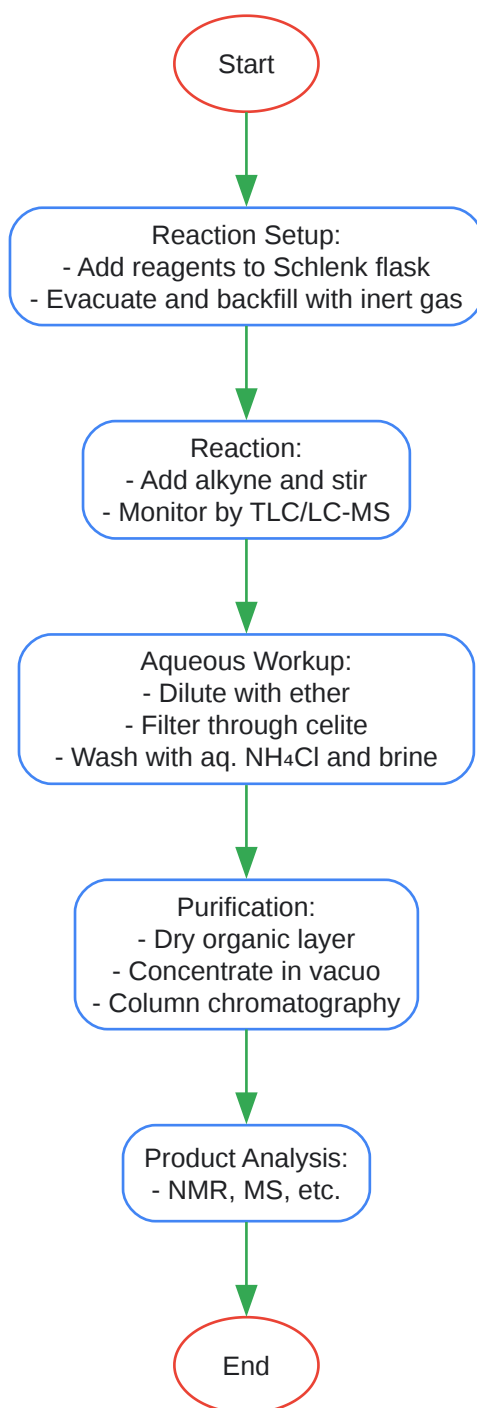 Start
Reaction Setup:
- Add reagents to Schlenk flask
- Evacuate and backfill with inert gas
Reaction:
- Add alkyne and stir
- Monitor by TLC/LC-MS
Aqueous Workup:
- Dilute with ether
- Filter through celite
- Wash with aq. NH₄Cl and brine
Purification:
- Dry organic layer
- Concentrate in vacuo
- Column chromatography
Product Analysis:
- NMR, MS, etc.
End